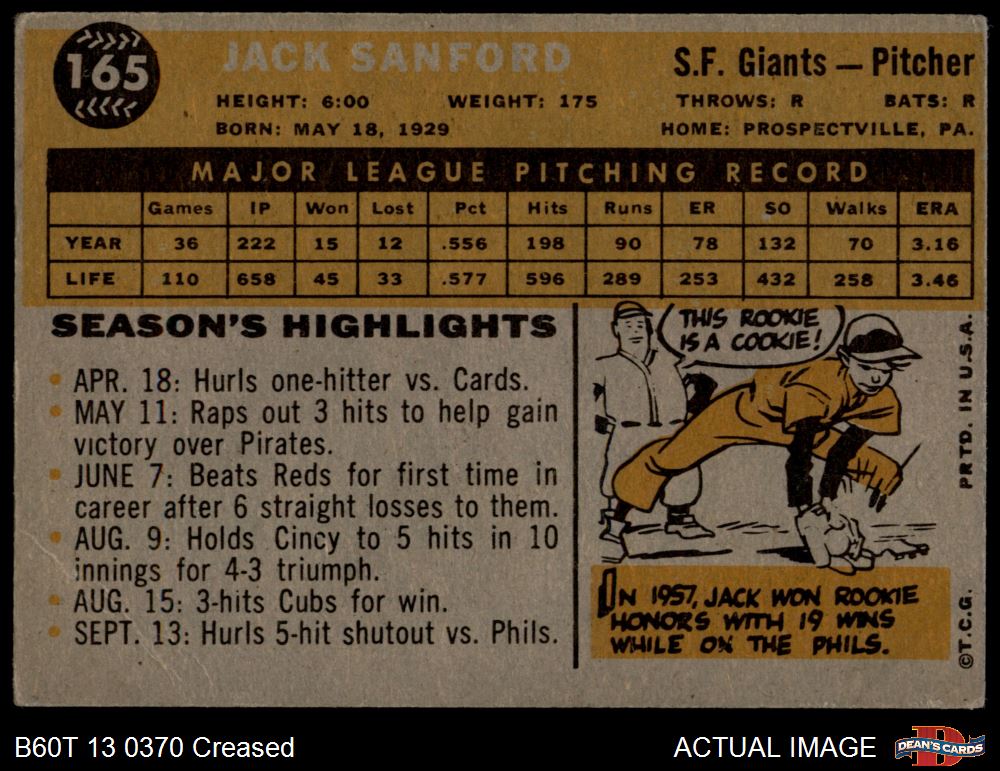 165
JACK SANFORD
S.F. Giants — Pitcher
HEIGHT: 6:00 WEIGHT: 175 THROWS: R BATS: R
BORN: MAY 18, 1929 HOME: PROSPECTVILLE, PA.
MAJOR LEAGUE PITCHING RECORD
Games IP Won Lost Pct Hits Runs ER SO Walks ERA
YEAR 36 222 15 12 .556 198 90 78 132 70 3.16
LIFE 110 658 45 33 .577 596 289 253 432 258 3.46
SEASON'S HIGHLIGHTS
• APR. 18: Hurls one-hitter vs. Cards.
• MAY 11: Raps out 3 hits to help gain
victory over Pirates.
• JUNE 7: Beats Reds for first time in
career after 6 straight losses to them.
• AUG. 9: Holds Cincy to 5 hits in 10
innings for 4-3 triumph.
• AUG. 15: 3-hits Cubs for win.
• SEPT. 13: Hurls 5-hit shutout vs. Phils.
THIS ROOKIE
IS A COOKIE!
IN 1957, JACK WON ROOKIE
HONORS WITH 19 WINS
WHILE ON THE PHILS.
©T.C.G. PRTD. IN U.S.A.
B60T 13 0370 Creased
ACTUAL IMAGE
DEAN'S CARDS